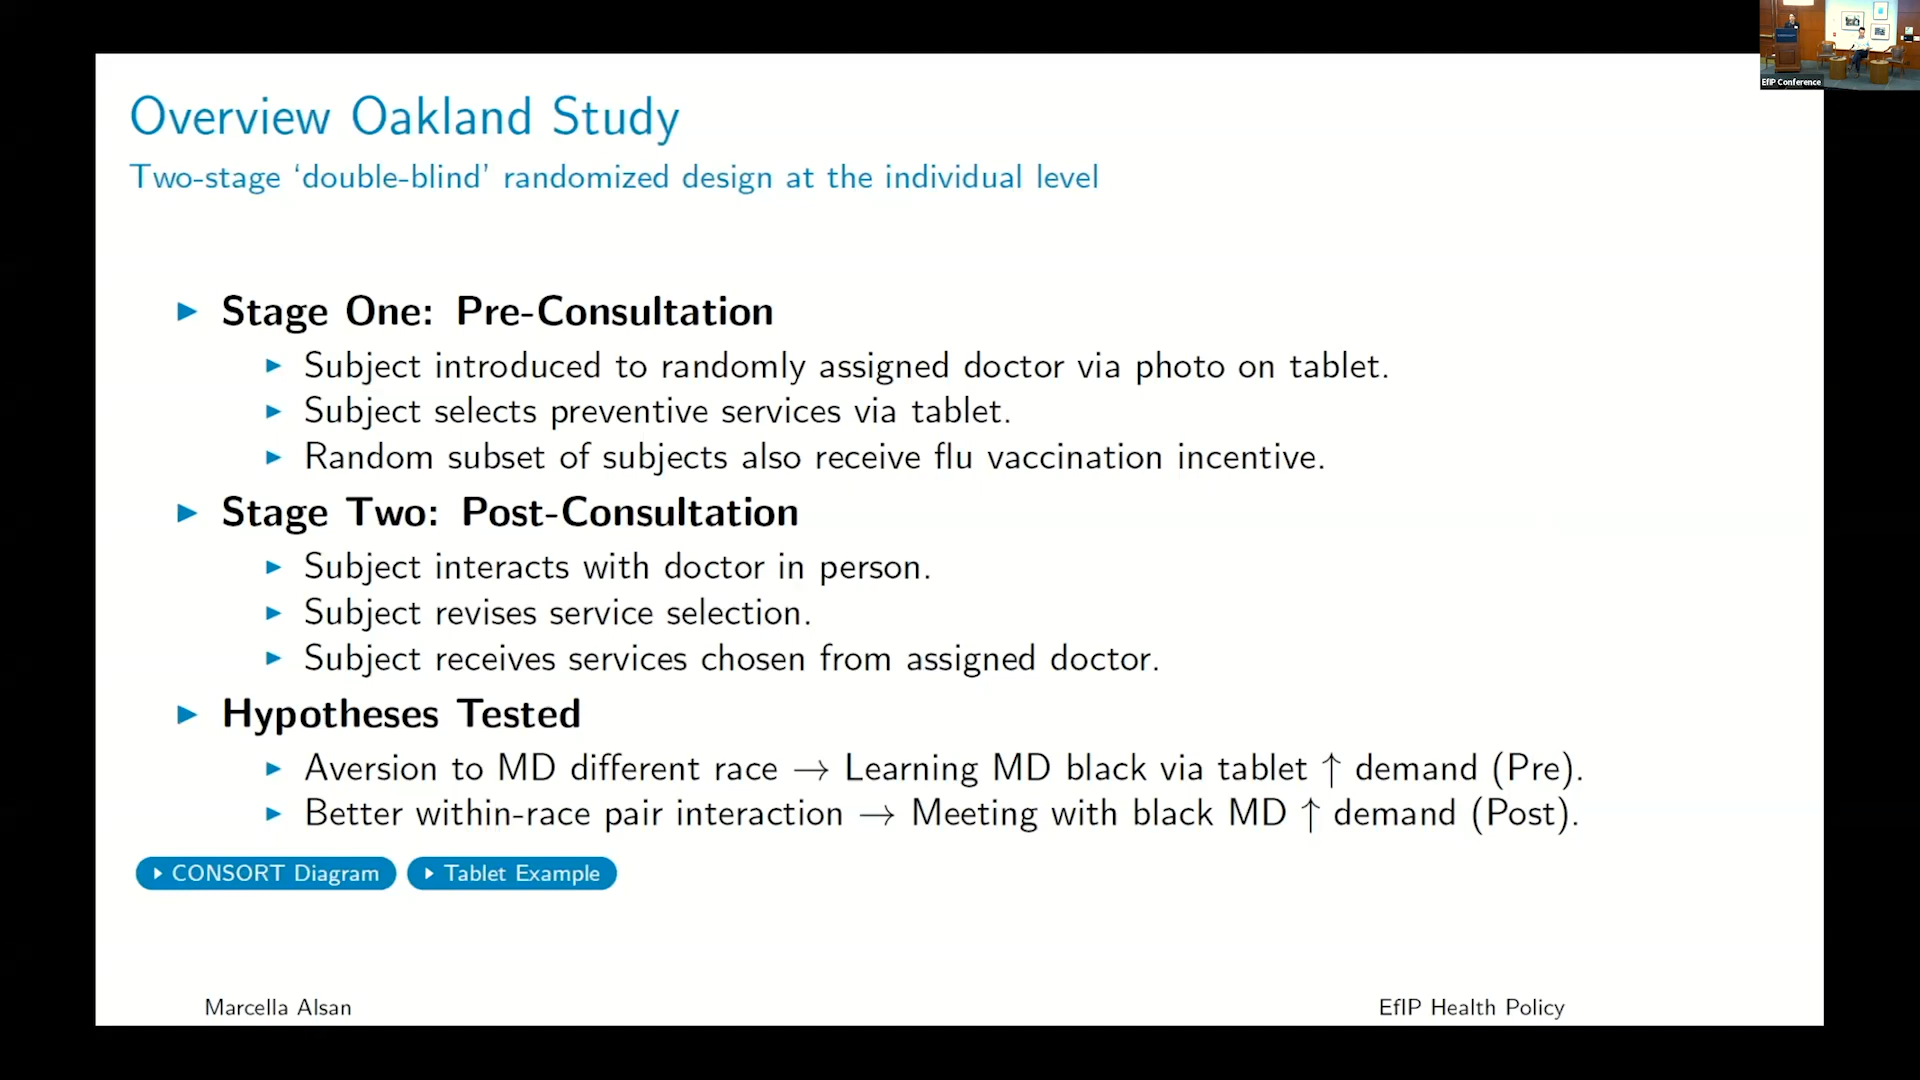 EfIP Conference
Overview Oakland Study
Two-stage ‘double-blind’ randomized design at the individual level
Stage One: Pre-Consultation
Subject introduced to randomly assigned doctor via photo on tablet.
Subject selects preventive services via tablet.
Random subset of subjects also receive flu vaccination incentive.
Stage Two: Post-Consultation
Subject interacts with doctor in person.
Subject revises service selection.
Subject receives services chosen from assigned doctor.
Hypotheses Tested
Aversion to MD different race → Learning MD black via tablet ↑ demand (Pre).
Better within-race pair interaction → Meeting with black MD ↑ demand (Post).
CONSORT Diagram Tablet Example
Marcella Alsan EfIP Health Policy